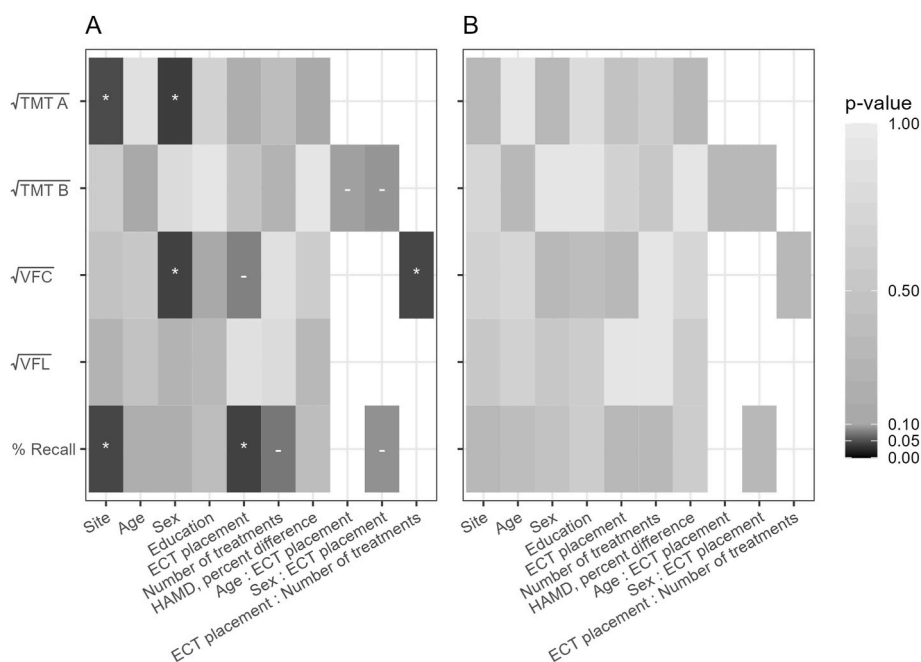 A
B
√TMT A
√TMT B
√VFC
√VFL
% Recall
* *
- -
* - *
* * - -
Site
Age
Sex
Education
ECT placement
Number of treatments
HAMD, percent difference
Age : ECT placement
Sex : ECT placement
ECT placement : Number of treatments
Site
Age
Sex
Education
ECT placement
Number of treatments
HAMD, percent difference
Age : ECT placement
Sex : ECT placement
ECT placement : Number of treatments
p-value
1.00
0.50
0.10
0.05
0.00